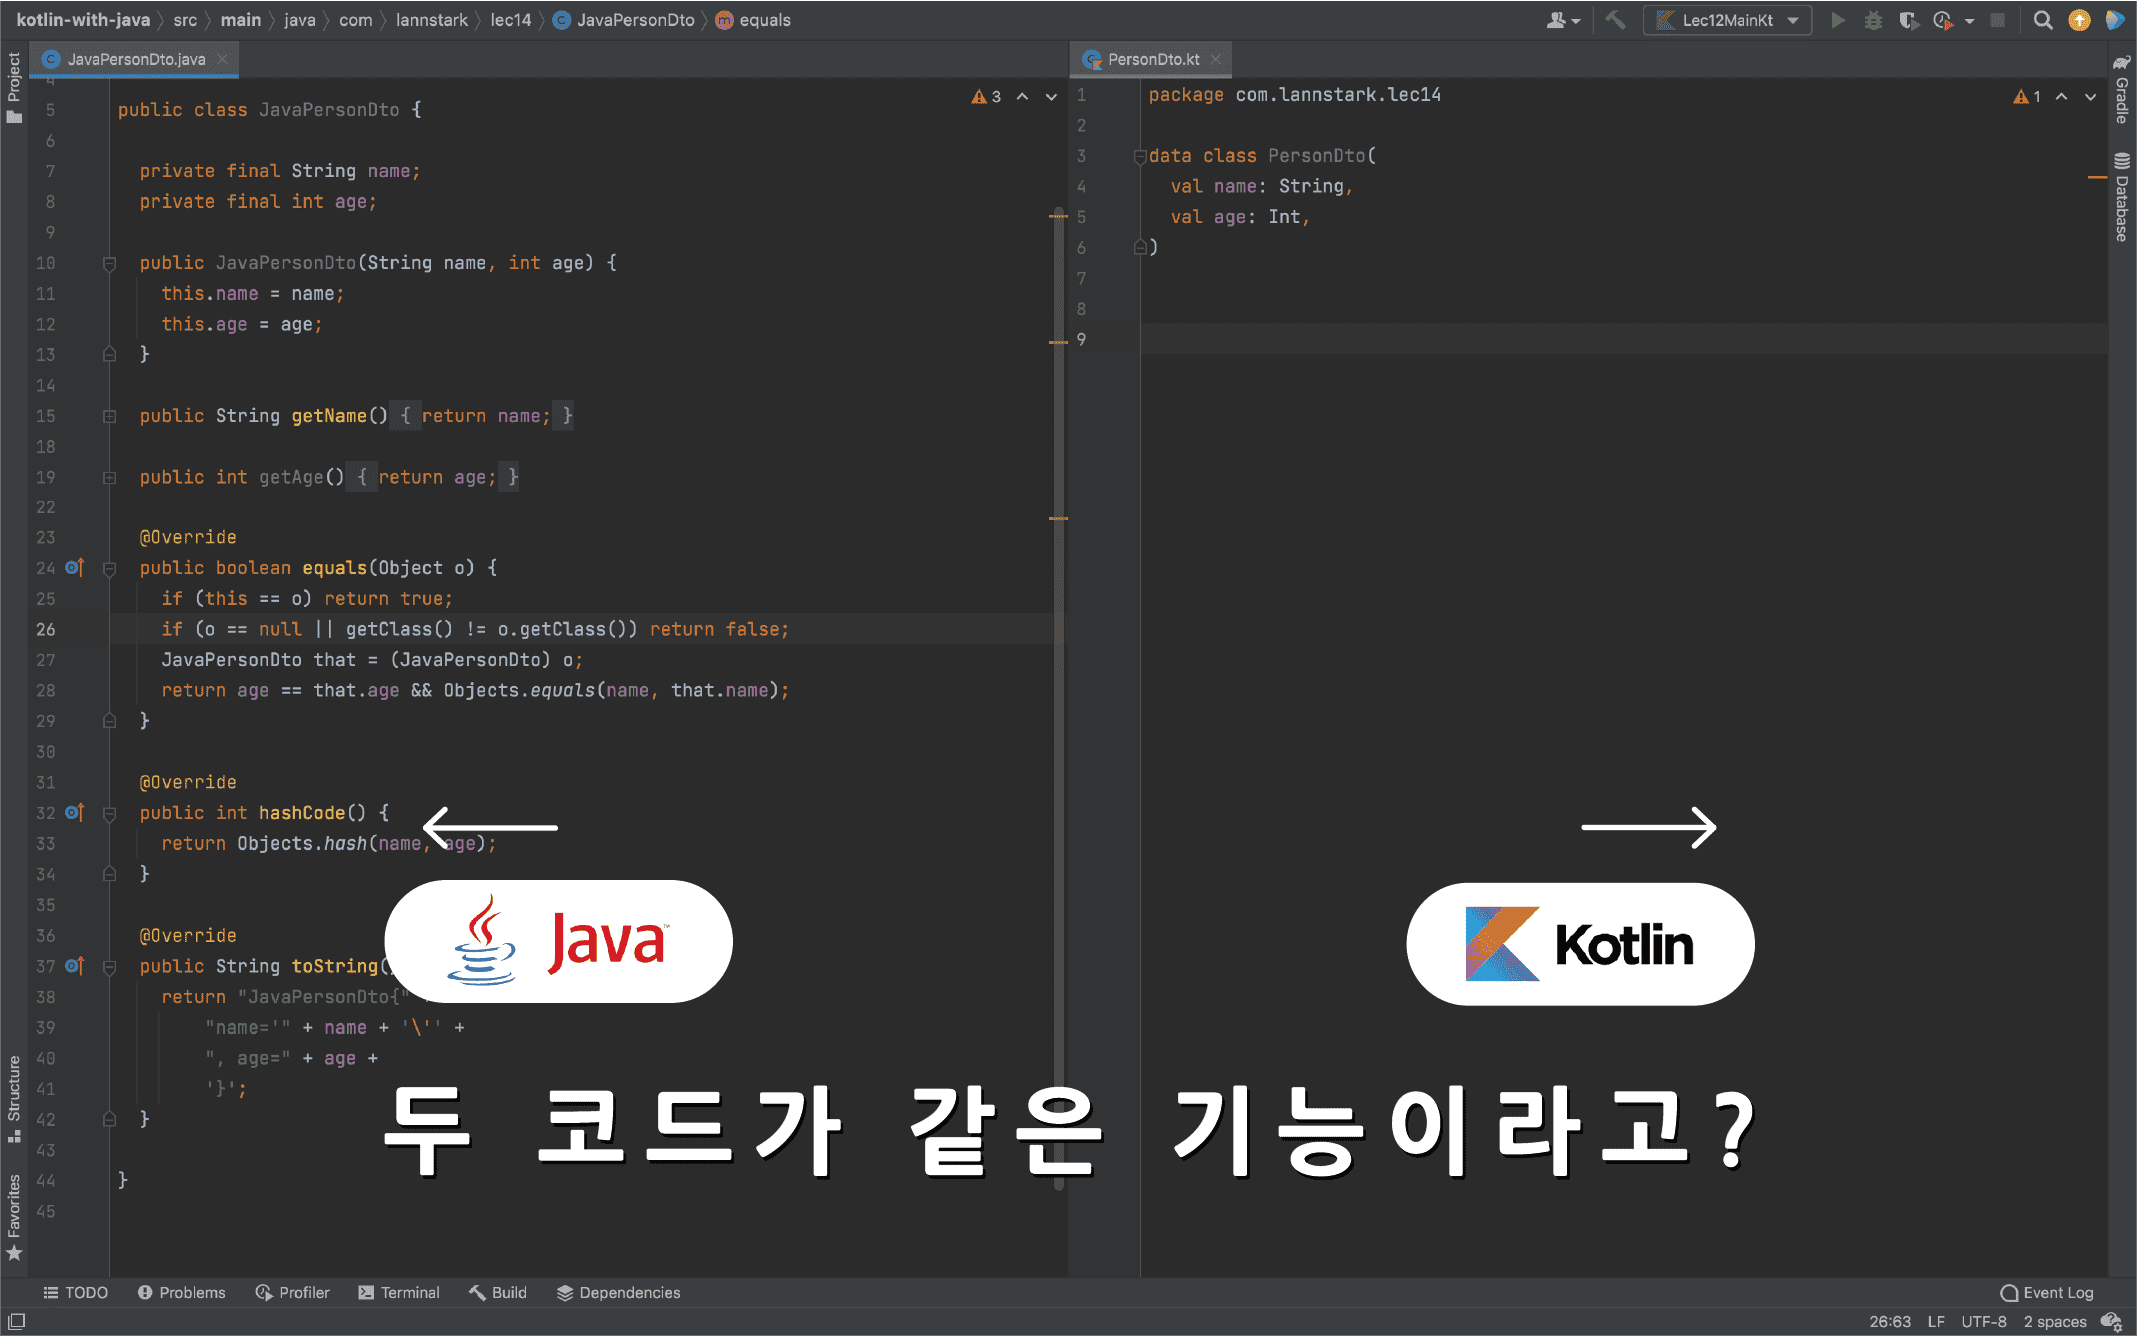 kotlin-with-java src main java com lannstark lec14 JavaPersonDto equals
Lec12MainKt
JavaPersonDto.java
PersonDto.kt
Project
Structure
Favorites
Gradle
Database
3
4
5 public class JavaPersonDto {
6
7 private final String name;
8 private final int age;
9
10 public JavaPersonDto(String name, int age) {
11 this.name = name;
12 this.age = age;
13 }
14
15 public String getName() { return name; }
18
19 public int getAge() { return age; }
22
23 @Override
24 public boolean equals(Object o) {
25 if (this == o) return true;
26 if (o == null || getClass() != o.getClass()) return false;
27 JavaPersonDto that = (JavaPersonDto) o;
28 return age == that.age && Objects.equals(name, that.name);
29 }
30
31 @Override
32 public int hashCode() {
33 return Objects.hash(name, age);
34 }
35
36 @Override
37 public String toString(
38 return "JavaPersonDto{"
39 "name='" + name + '\'' +
40 ", age=" + age +
41 '}';
42 }
43
44 }
45
1
1 package com.lannstark.lec14
2
3 data class PersonDto(
4 val name: String,
5 val age: Int,
6 )
7
8
9
Java™
Kotlin
두 코드가 같은 기능이라고?
TODO Problems Profiler Terminal Build Dependencies
Event Log
26:63 LF UTF-8 2 spaces